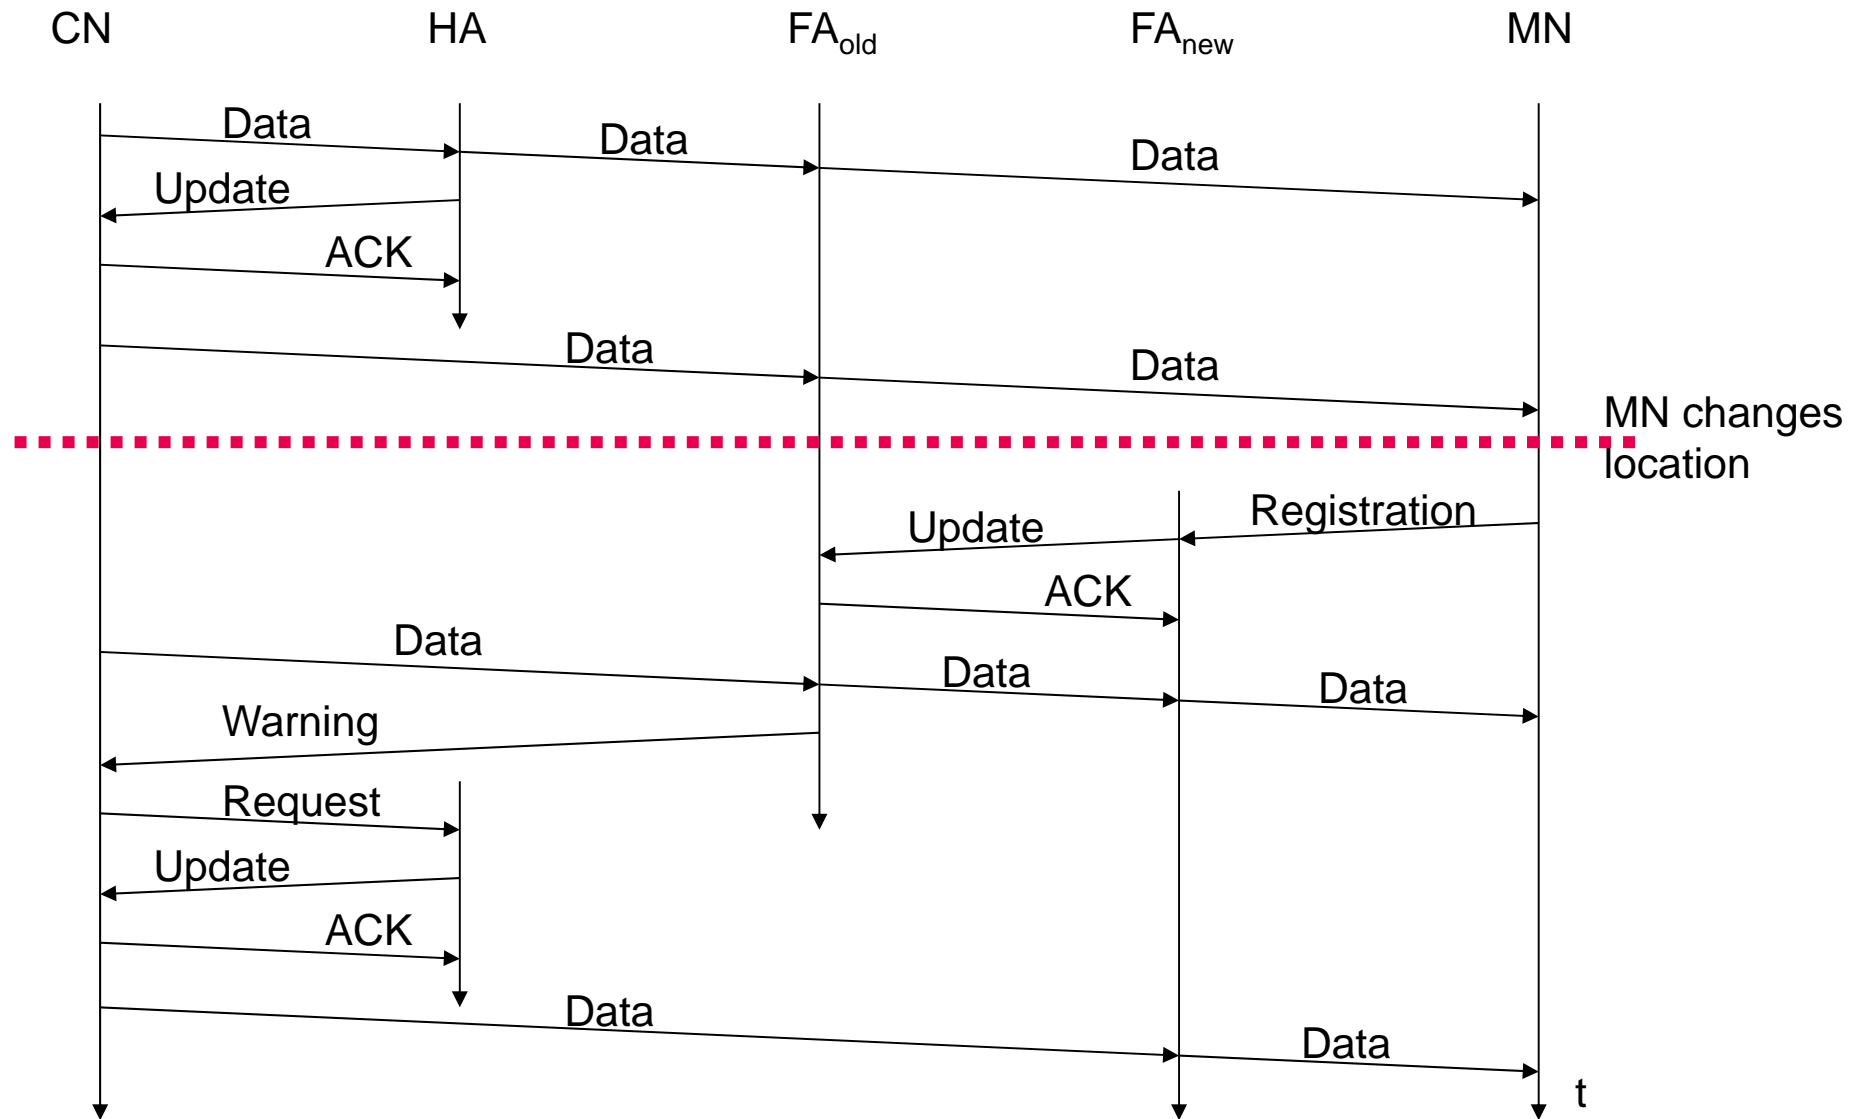 CN HA FAold FAnew MN
Data Data Data
Update
ACK
Data Data
MN changes
location
Registration
Update
ACK
Data Data Data
Warning
Request
Update
ACK
Data Data
t